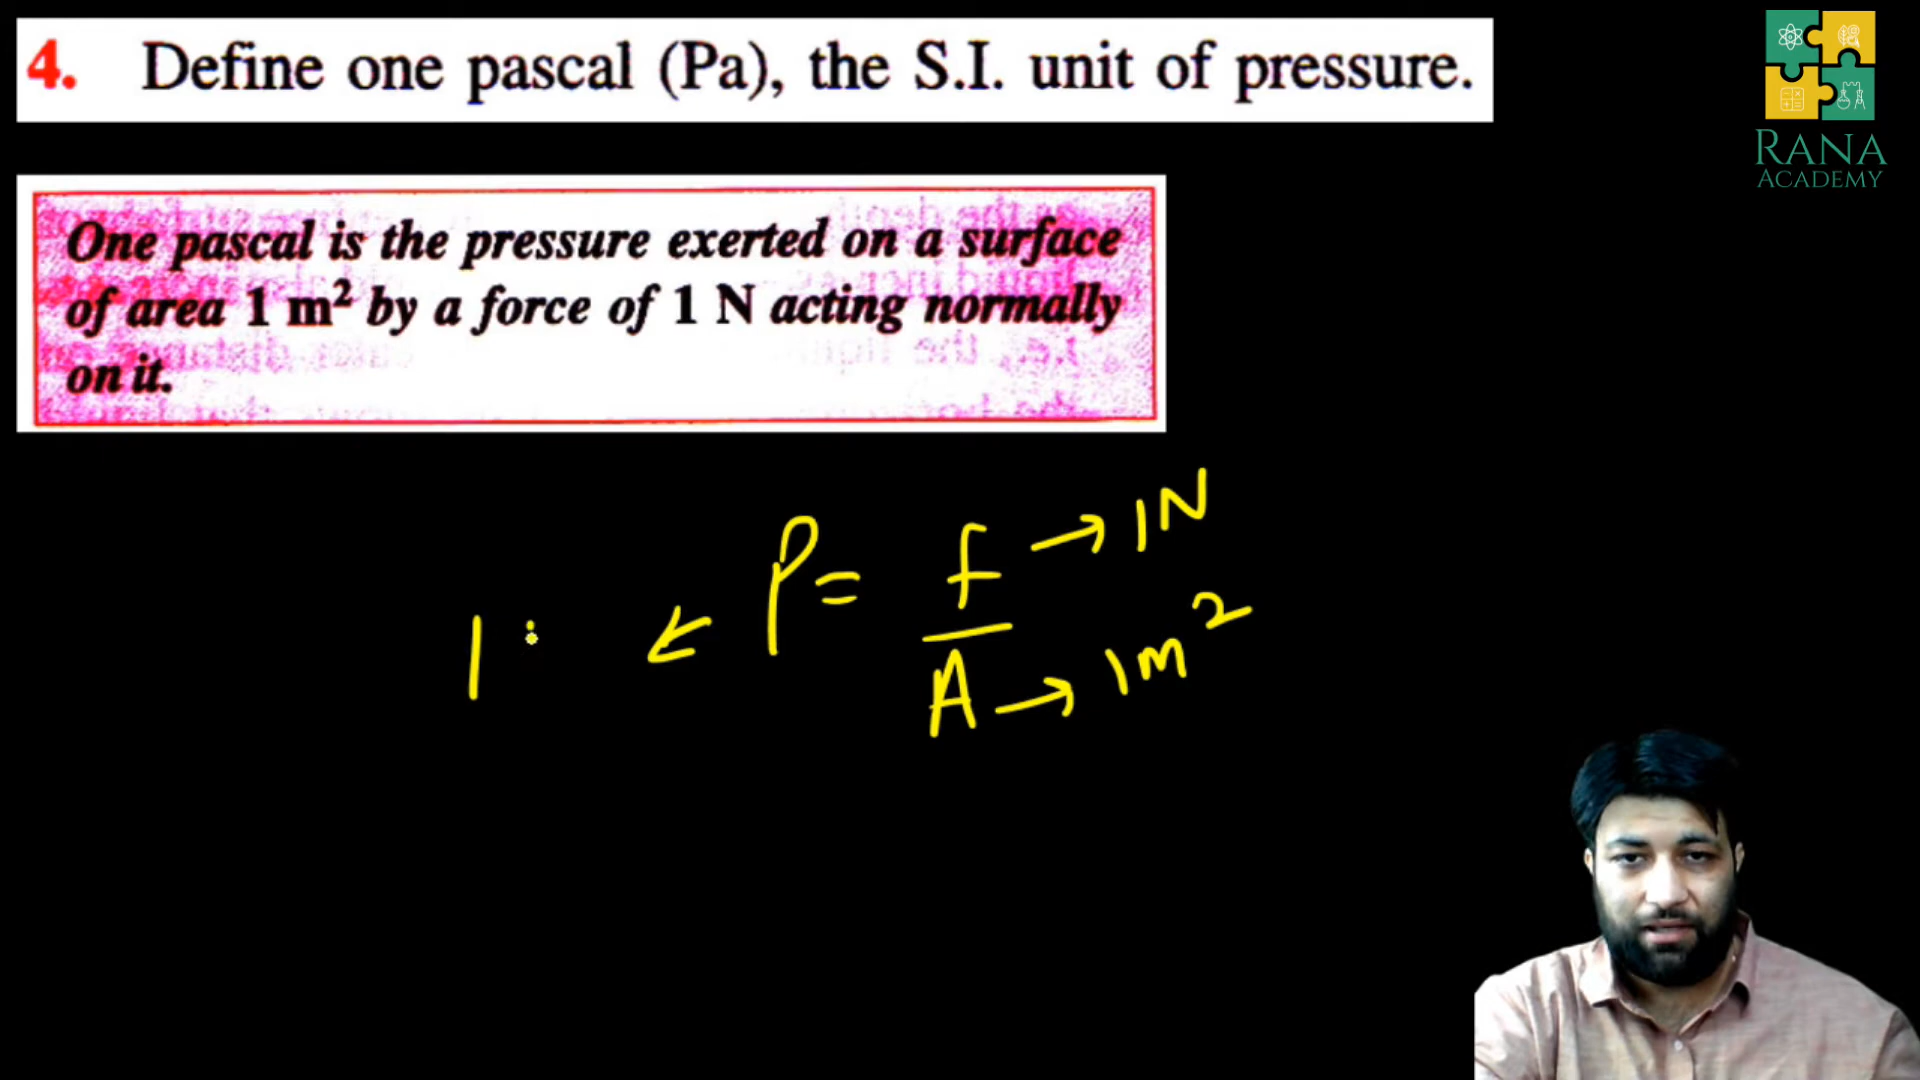 4. Define one pascal (Pa), the S.I. unit of pressure.
RANA
ACADEMY
One pascal is the pressure exerted on a surface
of area 1 m² by a force of 1 N acting normally
on it.
P = f → 1N
A → 1m²
1